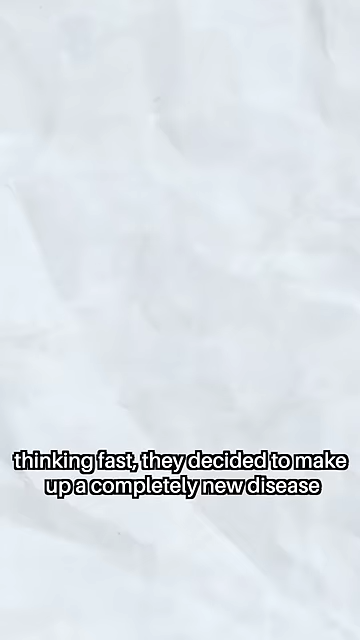 thinking fast, they decided to make
up a completely new disease